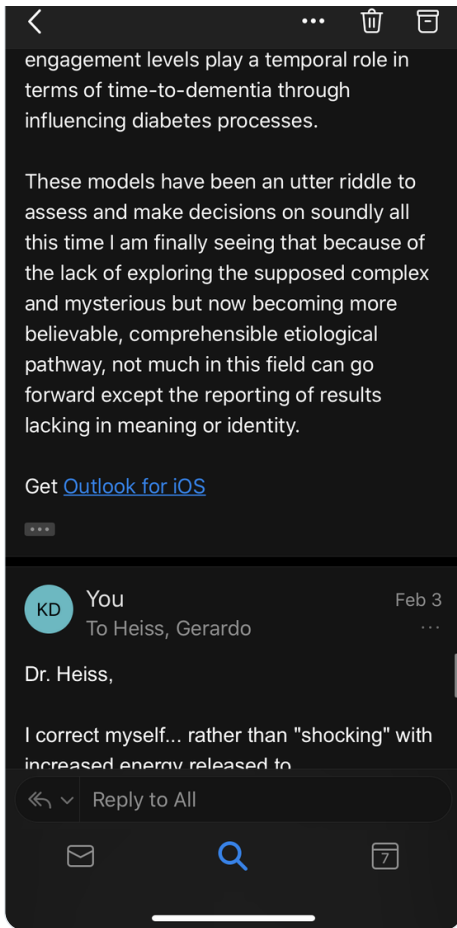 engagement levels play a temporal role in
terms of time-to-dementia through
influencing diabetes processes.
These models have been an utter riddle to
assess and make decisions on soundly all
this time I am finally seeing that because of
the lack of exploring the supposed complex
and mysterious but now becoming more
believable, comprehensible etiological
pathway, not much in this field can go
forward except the reporting of results
lacking in meaning or identity.
Get Outlook for iOS
KD
You
Feb 3
To Heiss, Gerardo
Dr. Heiss,
I correct myself... rather than "shocking" with
increased energy released to
Reply to All
7